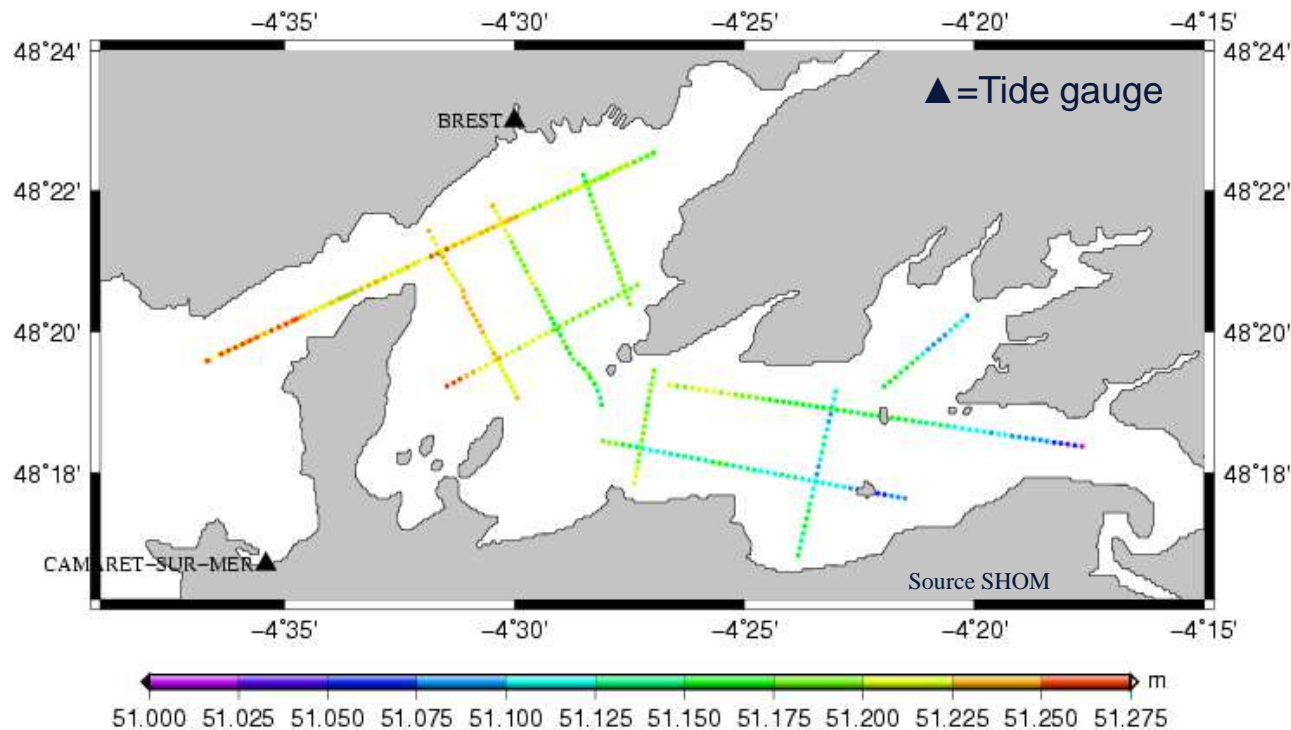 −4˚35' −4˚30' −4˚25' −4˚20' −4˚15'
48˚24' 48˚24'
▲=Tide gauge
BREST
48˚22' 48˚22'
48˚20' 48˚20'
48˚18' 48˚18'
CAMARET−SUR−MER
Source SHOM
−4˚35' −4˚30' −4˚25' −4˚20' −4˚15'
m
51.000 51.025 51.050 51.075 51.100 51.125 51.150 51.175 51.200 51.225 51.250 51.275